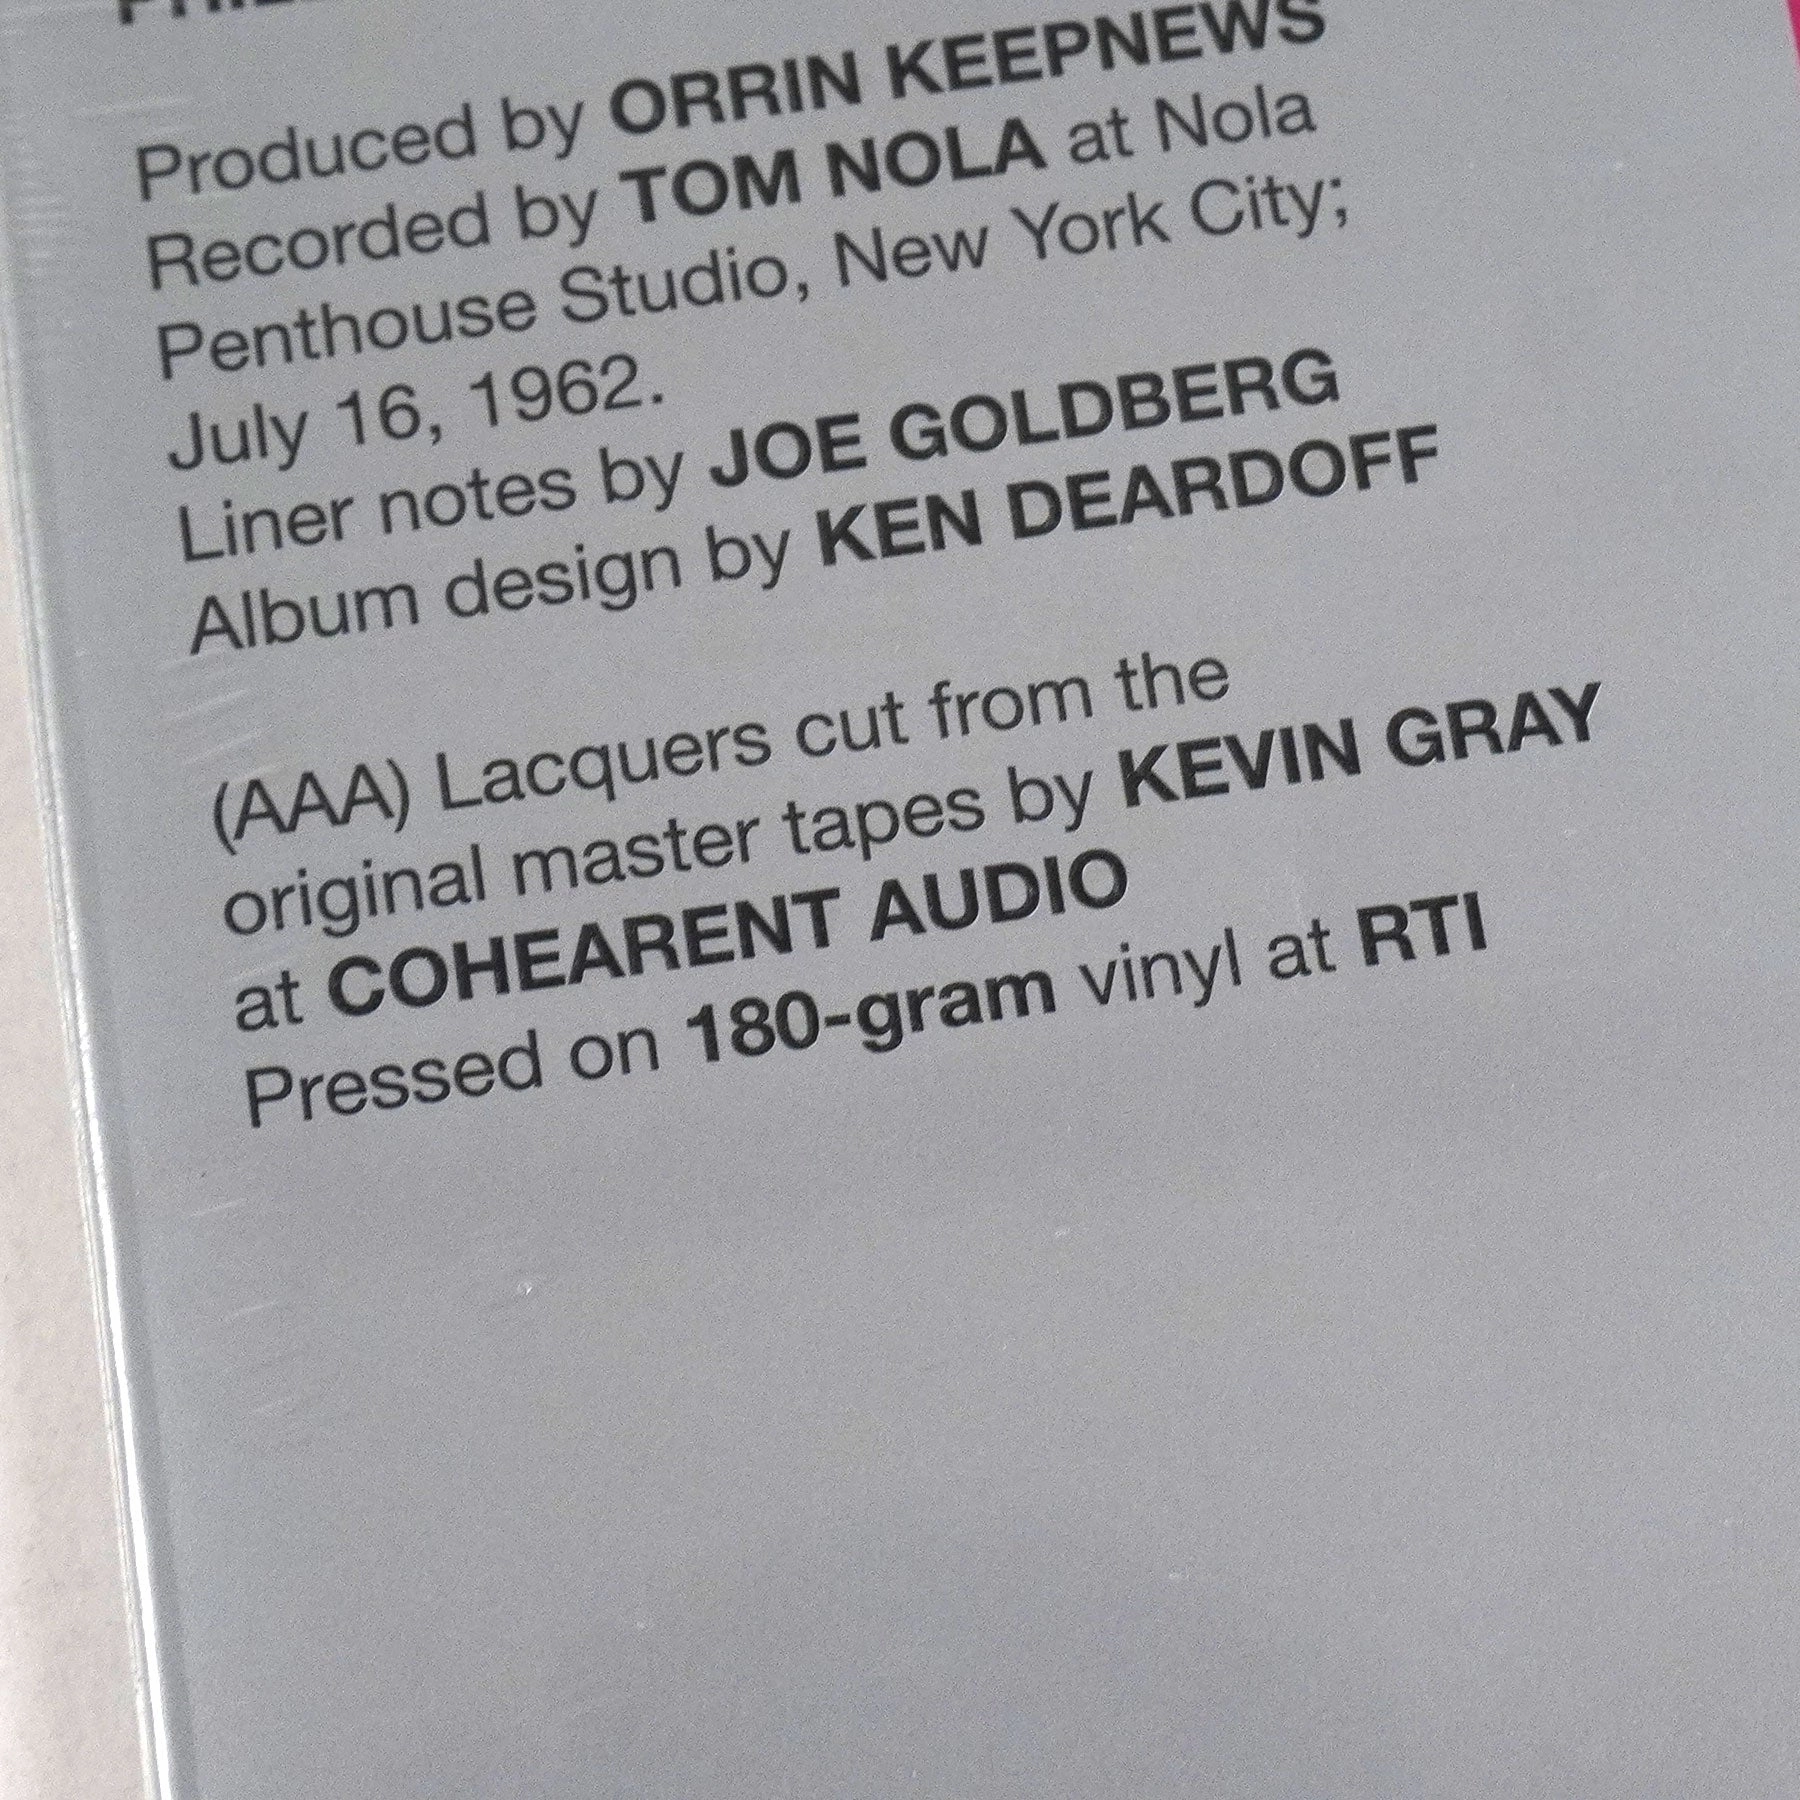 Produced by ORRIN KEEPNEWS
Recorded by TOM NOLA at Nola
Penthouse Studio, New York City;
July 16, 1962.
Liner notes by JOE GOLDBERG
Album design by KEN DEARDOFF
(AAA) Lacquers cut from the
original master tapes by KEVIN GRAY
at COHEARENT AUDIO
Pressed on 180-gram vinyl at RTI